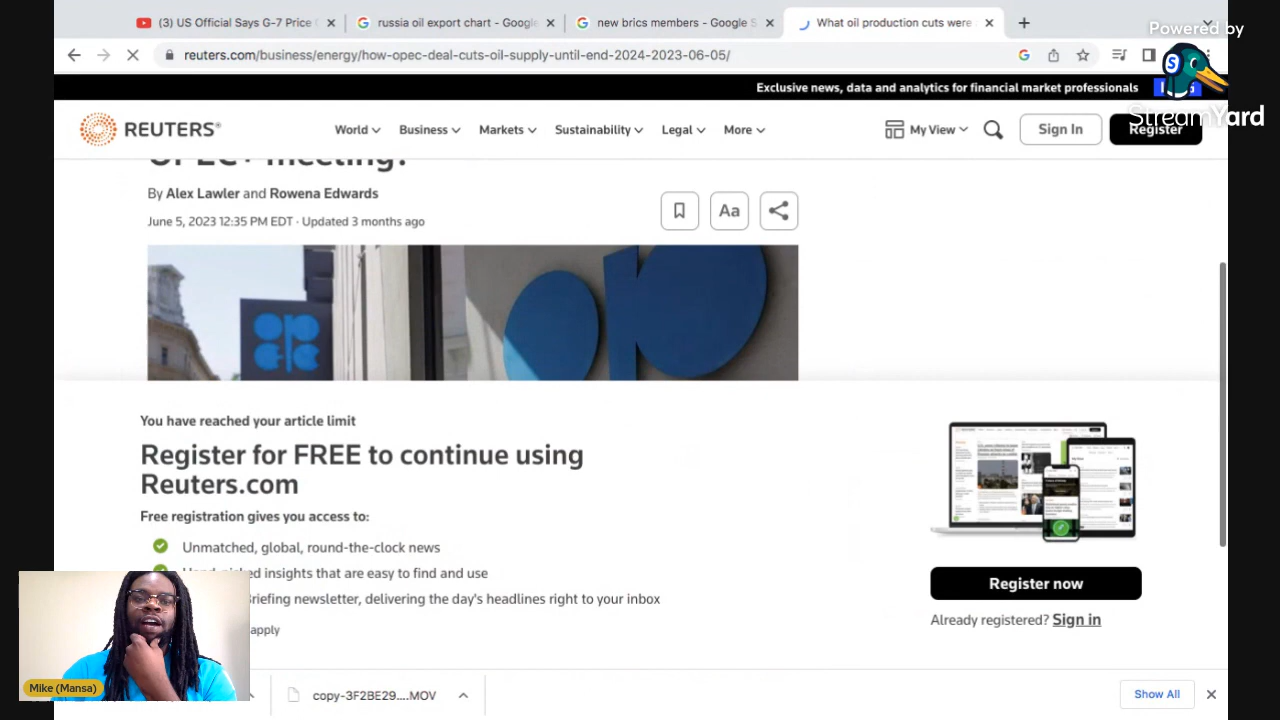 (3) US Official Says G-7 Price
russia oil export chart - Google
new brics members - Google S
What oil production cuts were
Powered by
StreamYard
reuters.com/business/energy/how-opec-deal-cuts-oil-supply-until-end-2024-2023-06-05/
Exclusive news, data and analytics for financial market professionals
REUTERS
World
Business
Markets
Sustainability
Legal
More
My View
Sign In
Register
OPEC+ meeting?
By Alex Lawler and Rowena Edwards
June 5, 2023 12:35 PM EDT · Updated 3 months ago
Aa
You have reached your article limit
Register for FREE to continue using
Reuters.com
Free registration gives you access to:
Unmatched, global, round-the-clock news
insights that are easy to find and use
Briefing newsletter, delivering the day's headlines right to your inbox
apply
Register now
Already registered? Sign in
Mike (Mansa)
copy-3F2BE29....MOV
Show All